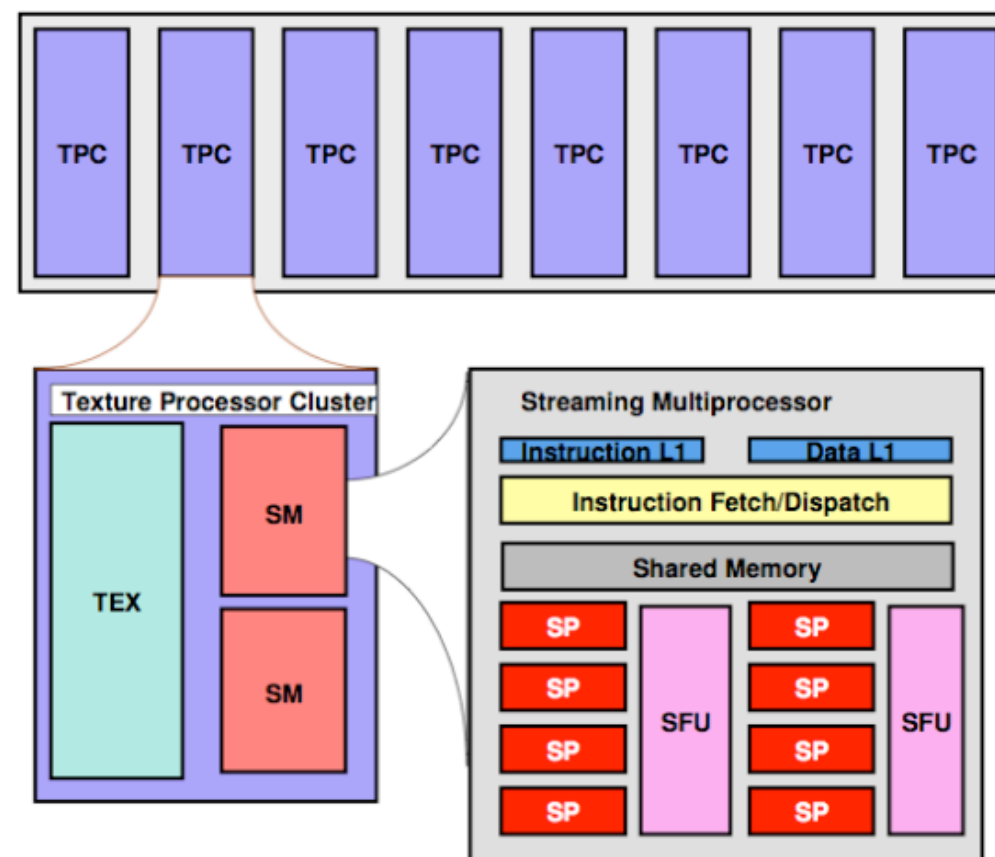 TPC TPC TPC TPC TPC TPC TPC TPC
Texture Processor Cluster
TEX
SM
SM
Streaming Multiprocessor
Instruction L1 Data L1
Instruction Fetch/Dispatch
Shared Memory
SP SP
SP SP
SFU SFU
SP SP
SP SP